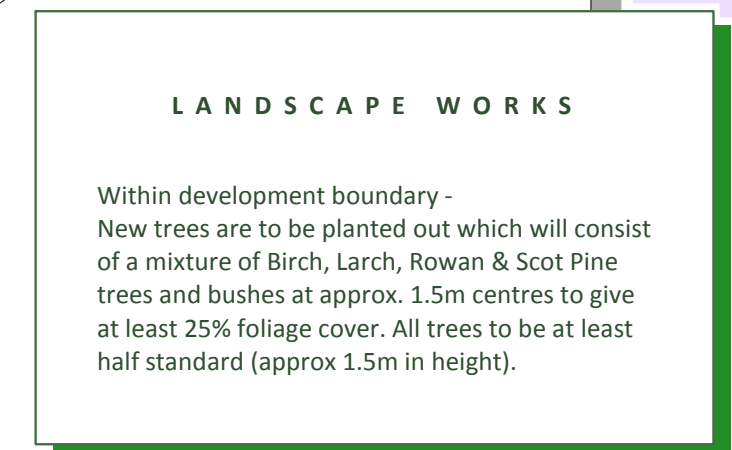 LANDSCAPE WORKS
Within development boundary -
New trees are to be planted out which will consist
of a mixture of Birch, Larch, Rowan & Scot Pine
trees and bushes at approx. 1.5m centres to give
at least 25% foliage cover. All trees to be at least
half standard (approx 1.5m in height).